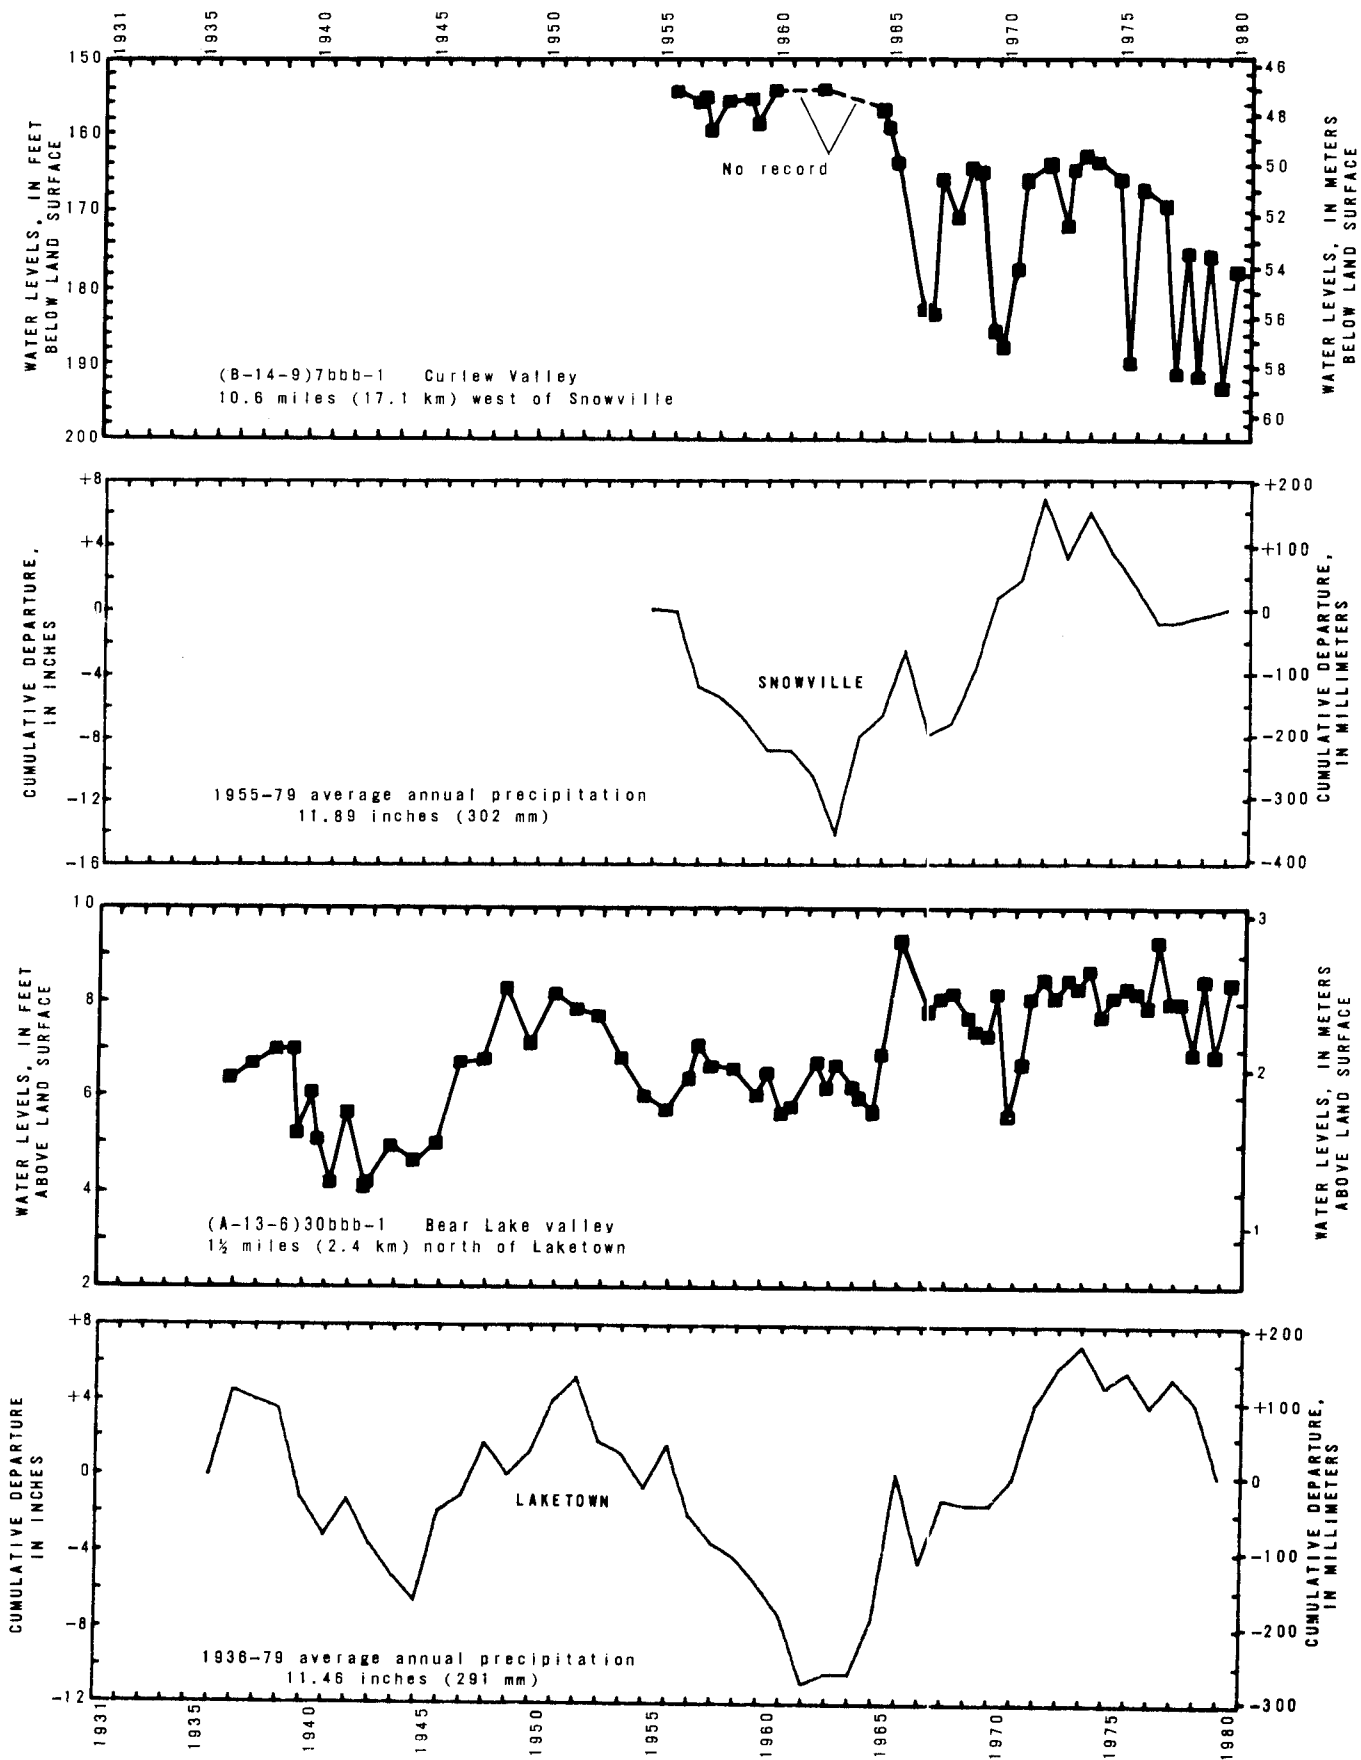 1931 1935 1940 1945 1950 1955 1960 1965 1970 1975 1980
WATER LEVELS, IN FEET
BELOW LAND SURFACE
150
160
170
180
190
200
No record
(B-14-9)7bbb-1 Curlew Valley
10.6 miles (17.1 km) west of Snowville
46
48
50
52
54
56
58
60
WATER LEVELS, IN METERS
BELOW LAND SURFACE
CUMULATIVE DEPARTURE,
IN INCHES
+8
+4
0
-4
-8
-12
-16
SNOWVILLE
1955-79 average annual precipitation
11.89 inches (302 mm)
+200
+100
0
-100
-200
-300
-400
CUMULATIVE DEPARTURE,
IN MILLIMETERS
WATER LEVELS, IN FEET
ABOVE LAND SURFACE
10
8
6
4
2
(A-13-6)30bbb-1 Bear Lake valley
1½ miles (2.4 km) north of Laketown
3
2
1
WATER LEVELS, IN METERS
ABOVE LAND SURFACE
CUMULATIVE DEPARTURE
IN INCHES
+8
+4
0
-4
-8
-12
LAKETOWN
1936-79 average annual precipitation
11.46 inches (291 mm)
+200
+100
0
-100
-200
-300
CUMULATIVE DEPARTURE,
IN MILLIMETERS
1931 1935 1940 1945 1950 1955 1960 1965 1970 1975 1980